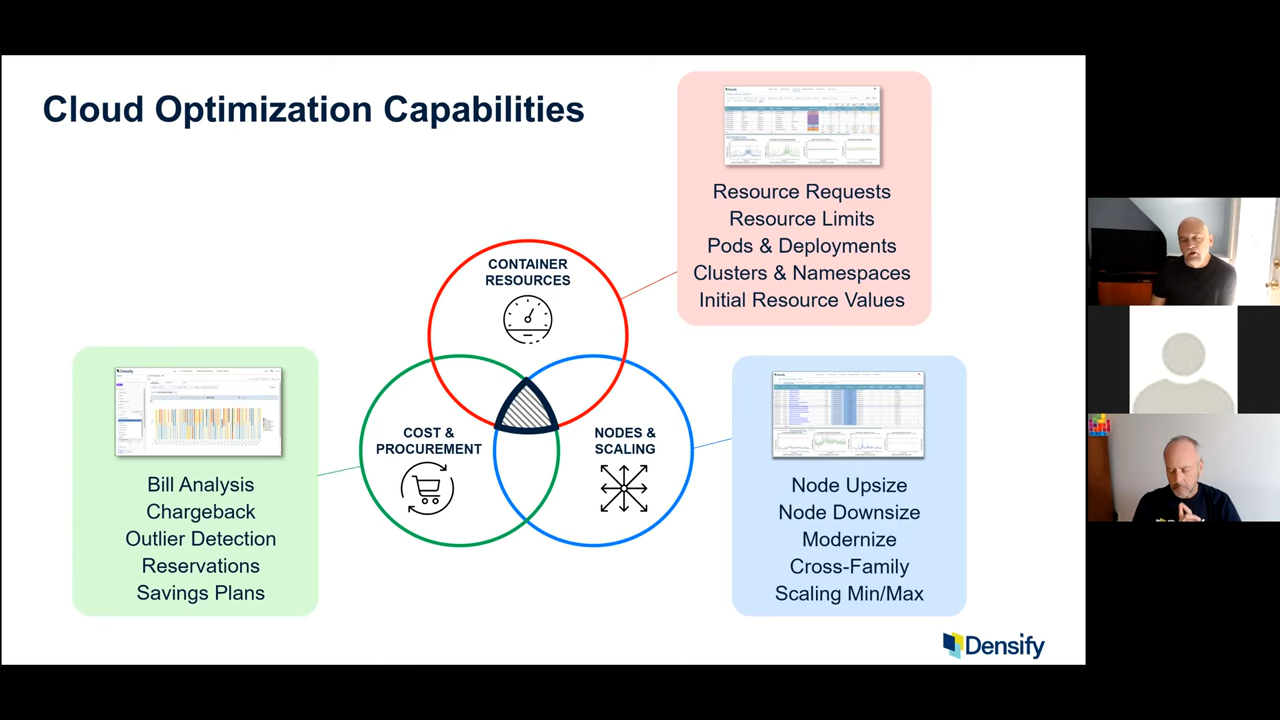 Cloud Optimization Capabilities
Resource Requests
Resource Limits
Pods & Deployments
Clusters & Namespaces
Initial Resource Values
CONTAINER
RESOURCES
COST &
PROCUREMENT
NODES &
SCALING
Bill Analysis
Chargeback
Outlier Detection
Reservations
Savings Plans
Node Upsize
Node Downsize
Modernize
Cross-Family
Scaling Min/Max
Densify